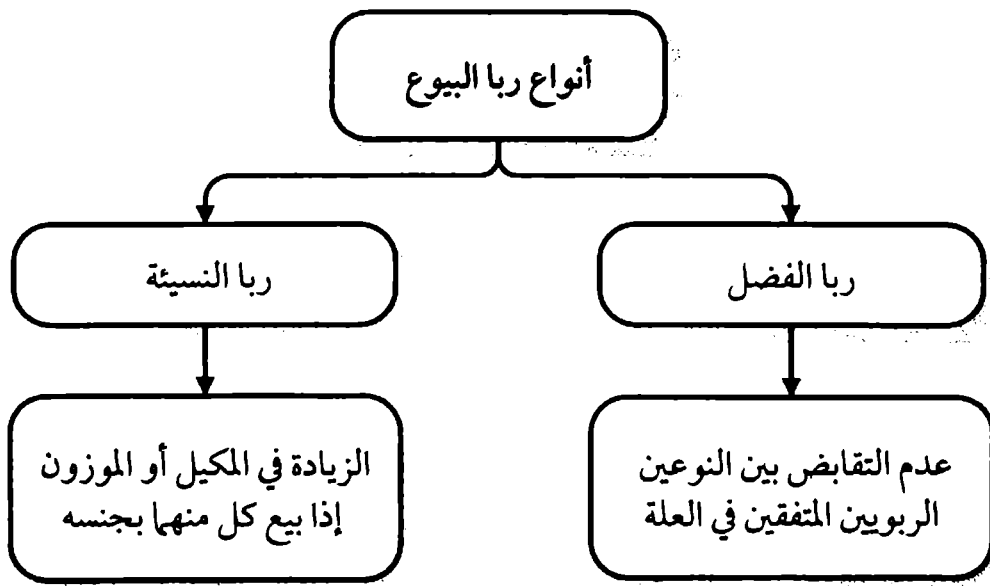 أنواع ربا البيوع
ربا الفضل
ربا النسيئة
عدم التقابض بين النوعين
الربويين المتفقين في العلة
الزيادة في المكيل أو الموزون
إذا بيع كل منهما بجنسه